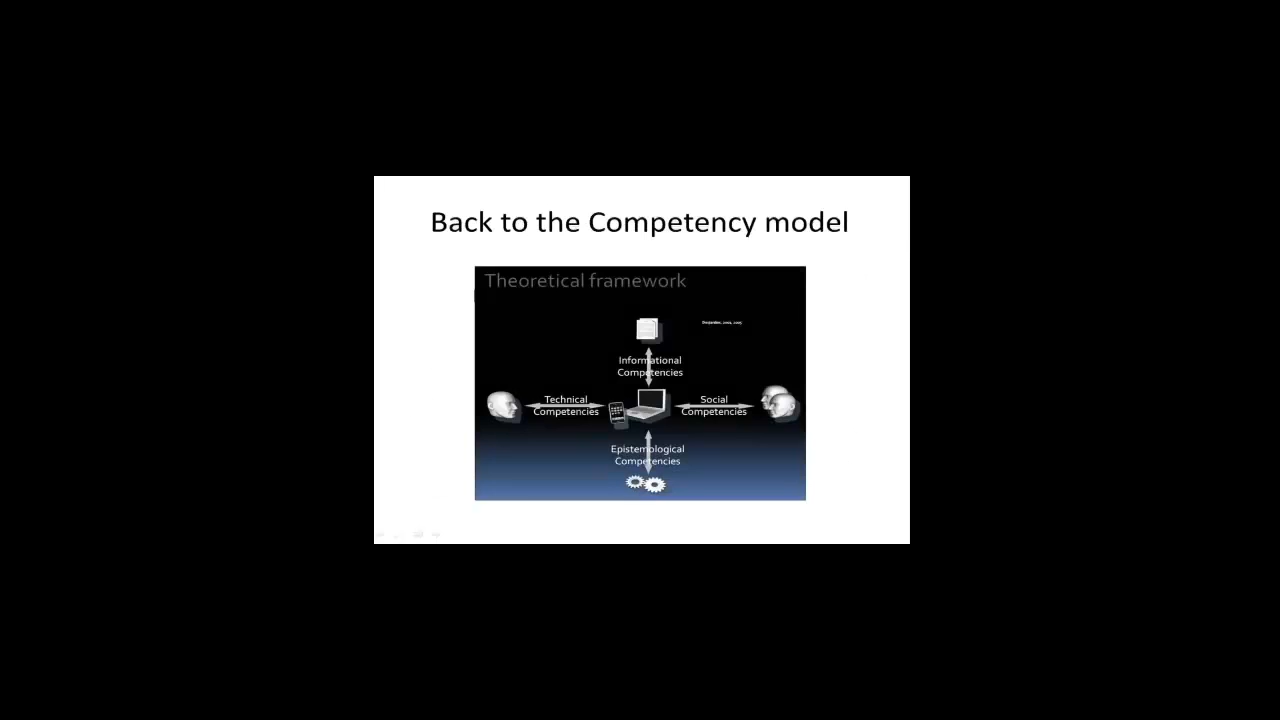 Back to the Competency model
Theoretical framework
Informational
Competencies
Technical
Competencies
Social
Competencies
Epistemological
Competencies